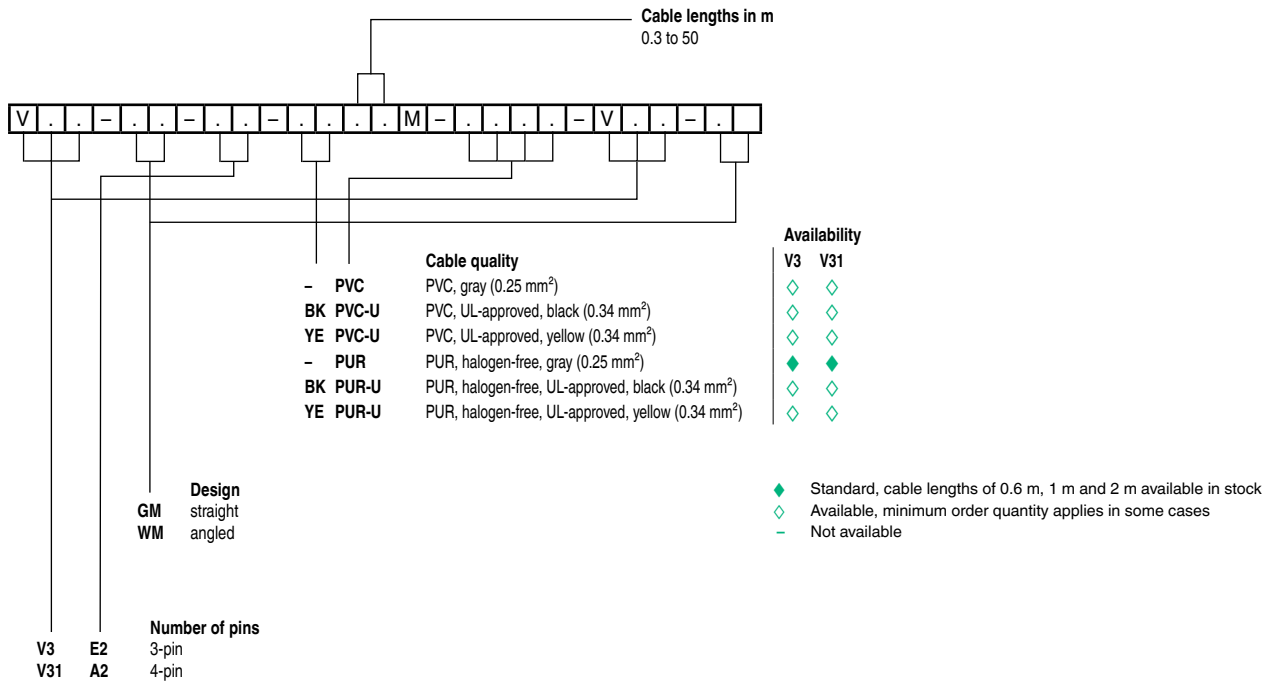 Cable lengths in m
0.3 to 50
V . . – . . – . . – . . . . M – . . . . – V . . – .
Availability
Cable quality V3 V31
– PVC PVC, gray (0.25 mm²) ◇ ◇
BK PVC-U PVC, UL-approved, black (0.34 mm²) ◇ ◇
YE PVC-U PVC, UL-approved, yellow (0.34 mm²) ◇ ◇
– PUR PUR, halogen-free, gray (0.25 mm²) ◆ ◆
BK PUR-U PUR, halogen-free, UL-approved, black (0.34 mm²) ◇ ◇
YE PUR-U PUR, halogen-free, UL-approved, yellow (0.34 mm²) ◇ ◇
Design
GM straight
WM angled
◆ Standard, cable lengths of 0.6 m, 1 m and 2 m available in stock
◇ Available, minimum order quantity applies in some cases
– Not available
Number of pins
V3 E2 3-pin
V31 A2 4-pin